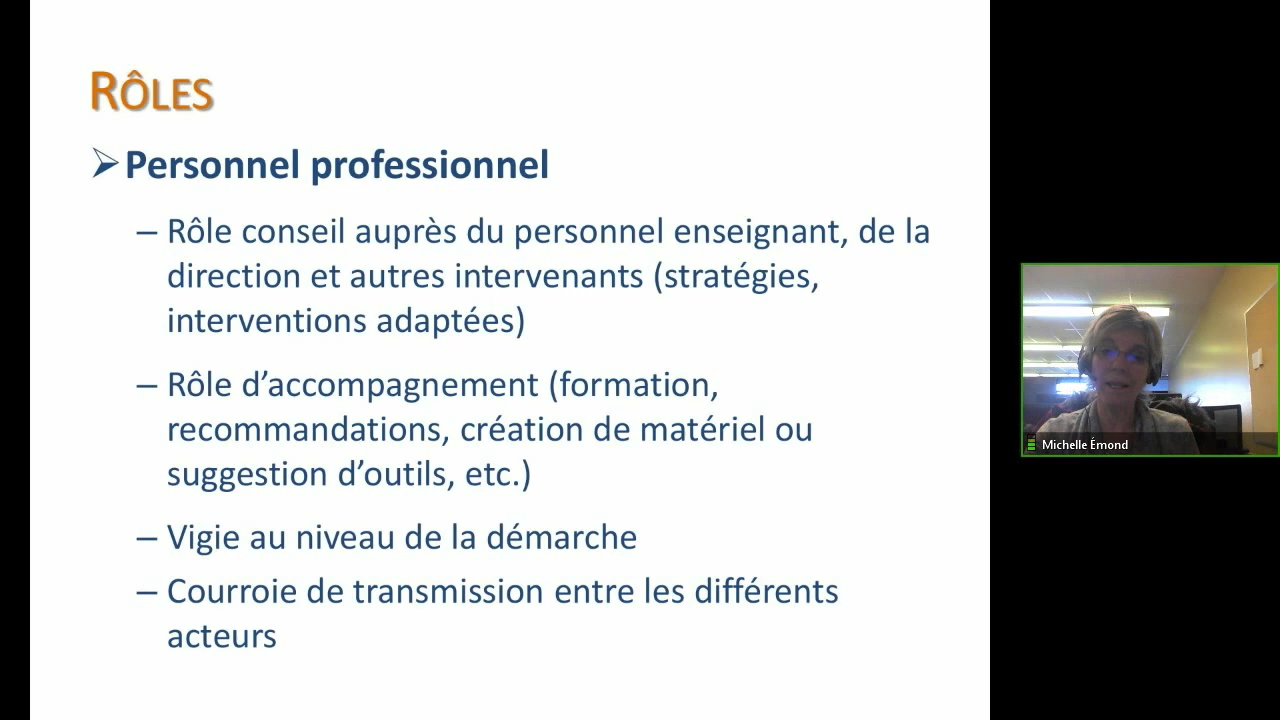 RÔLES
Personnel professionnel
– Rôle conseil auprès du personnel enseignant, de la
direction et autres intervenants (stratégies,
interventions adaptées)
– Rôle d’accompagnement (formation,
recommandations, création de matériel ou
suggestion d’outils, etc.)
– Vigie au niveau de la démarche
– Courroie de transmission entre les différents
acteurs
Michelle Émond